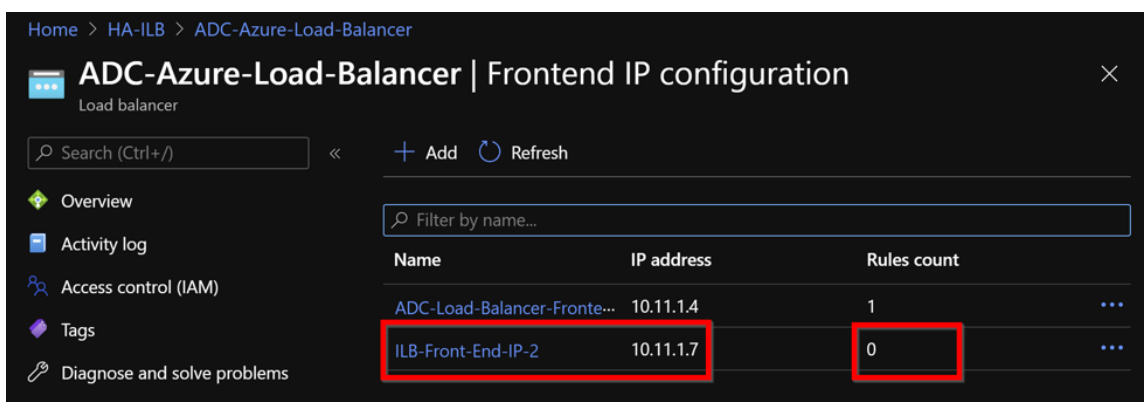 Home > HA-ILB > ADC-Azure-Load-Balancer
ADC-Azure-Load-Balancer | Frontend IP configuration
Load balancer
Search (Ctrl+/)
«
+ Add Refresh
Overview
Activity log
Access control (IAM)
Tags
Diagnose and solve problems
Filter by name...
Name IP address Rules count
ADC-Load-Balancer-Fronte··· 10.11.1.4 1 ···
ILB-Front-End-IP-2 10.11.1.7 0 ···